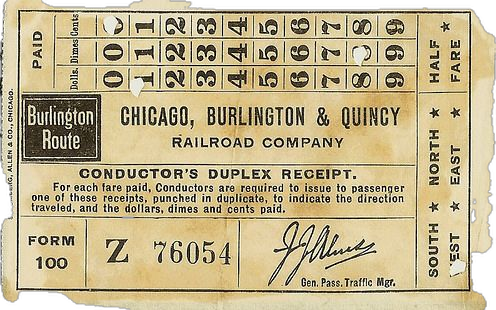 PAID
Cents 0 1 2 3 4 5 6 7 8 9
Dimes 0 1 2 3 4 5 6 7 8 9
Dolls. 0 1 2 3 4 5 6 7 8 9
HALF ★
FARE
ALLEN & CO., CHICAGO.
Burlington
Route
CHICAGO, BURLINGTON & QUINCY
RAILROAD COMPANY
CONDUCTOR'S DUPLEX RECEIPT.
For each fare paid, Conductors are required to issue to passenger
one of these receipts, punched in duplicate, to indicate the direction
traveled, and the dollars, dimes and cents paid.
SOUTH ★ NORTH ★
WEST ★ EAST ★
FORM
100
Z 76054
Gen. Pass. Traffic Mgr.